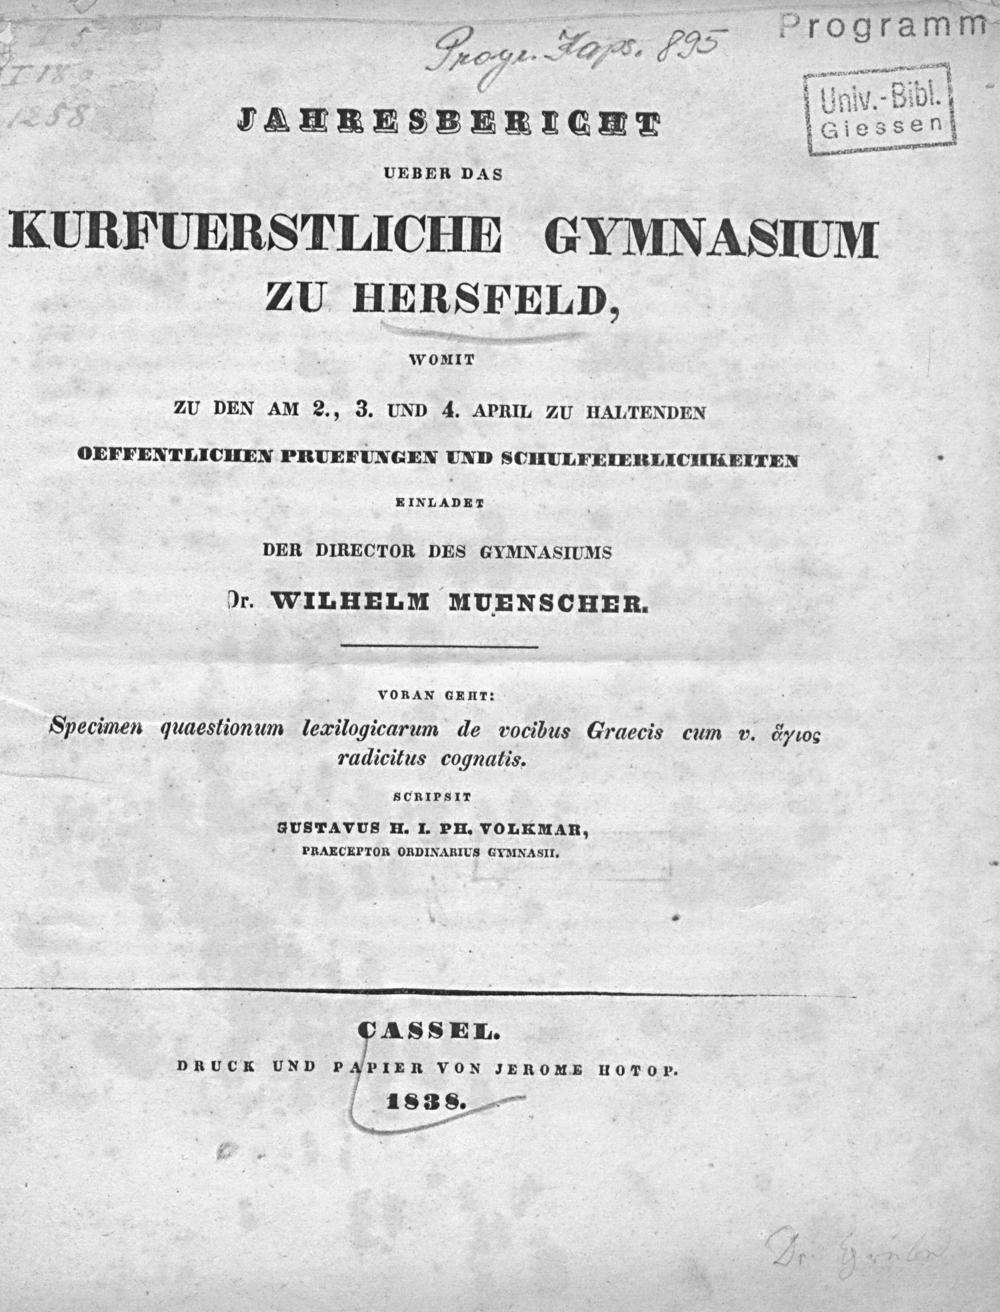 Programm
Progr. Kaps. 895
Univ.-Bibl.
Giessen
1258
JAHRESBERICHT
UEBER DAS
KURFUERSTLICHE GYMNASIUM
ZU HERSFELD,
WOMIT
ZU DEN AM 2., 3. UND 4. APRIL ZU HALTENDEN
OEFFENTLICHEN PRUEFUNGEN UND SCHULFEIERLICHKEITEN
EINLADET
DER DIRECTOR DES GYMNASIUMS
Dr. WILHELM MUENSCHER.
VORAN GEHT:
Specimen quaestionum lexilogicarum de vocibus Graecis cum v. ἅγιος
radicitus cognatis.
SCRIPSIT
GUSTAVUS H. I. PH. VOLKMAR,
PRAECEPTOR ORDINARIUS GYMNASII.
CASSEL.
DRUCK UND PAPIER VON JEROME HOTOP.
1838.
Dr.